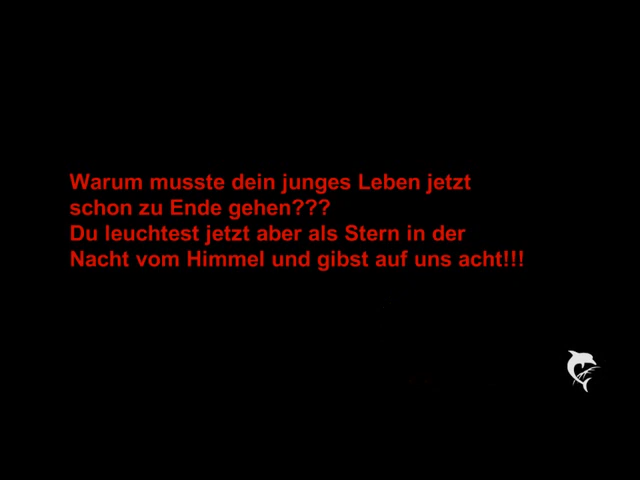 Warum musste dein junges Leben jetzt
schon zu Ende gehen???
Du leuchtest jetzt aber als Stern in der
Nacht vom Himmel und gibst auf uns acht!!!